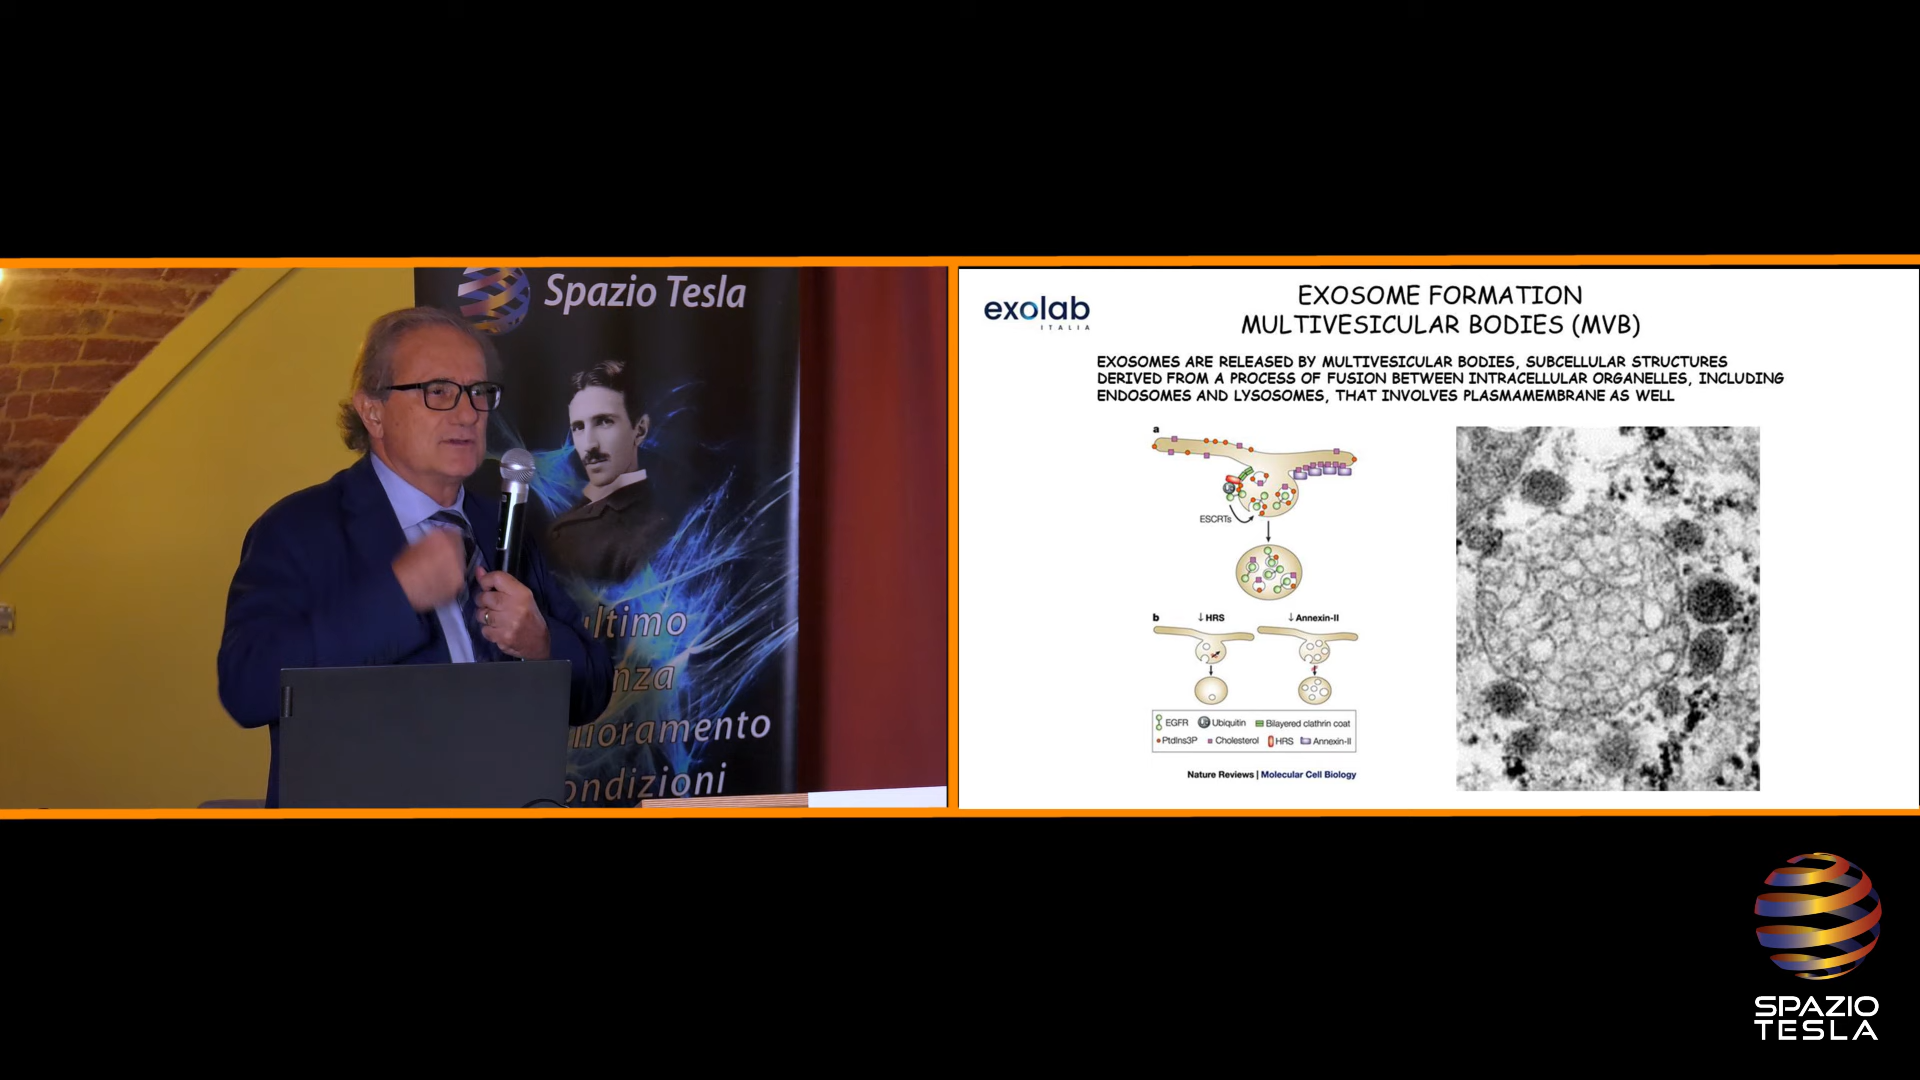 Spazio Tesla
ltimo
nza
ioramento
ondizioni
exolab
ITALIA
EXOSOME FORMATION
MULTIVESICULAR BODIES (MVB)
EXOSOMES ARE RELEASED BY MULTIVESICULAR BODIES, SUBCELLULAR STRUCTURES
DERIVED FROM A PROCESS OF FUSION BETWEEN INTRACELLULAR ORGANELLES, INCLUDING
ENDOSOMES AND LYSOSOMES, THAT INVOLVES PLASMAMEMBRANE AS WELL
a
ESCRTs
b ↓HRS ↓Annexin-II
EGFR Ubiquitin Bilayered clathrin coat
PtdIns3P Cholesterol HRS Annexin-II
Nature Reviews | Molecular Cell Biology
SPAZIO
TESLA